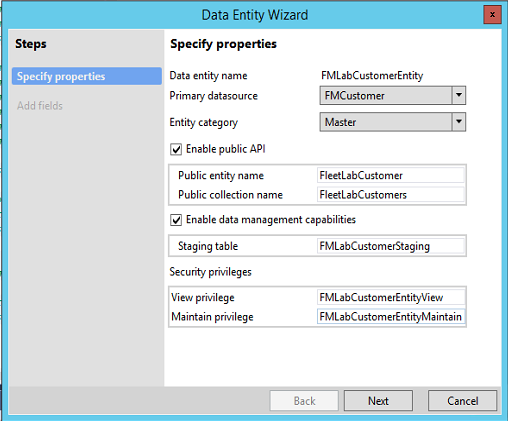 Data Entity Wizard
x
Steps
Specify properties
Add fields
Specify properties
Data entity name FMLabCustomerEntity
Primary datasource FMCustomer
Entity category Master
Enable public API
Public entity name FleetLabCustomer
Public collection name FleetLabCustomers
Enable data management capabilities
Staging table FMLabCustomerStaging
Security privileges
View privilege FMLabCustomerEntityView
Maintain privilege FMLabCustomerEntityMaintain
Back Next Cancel